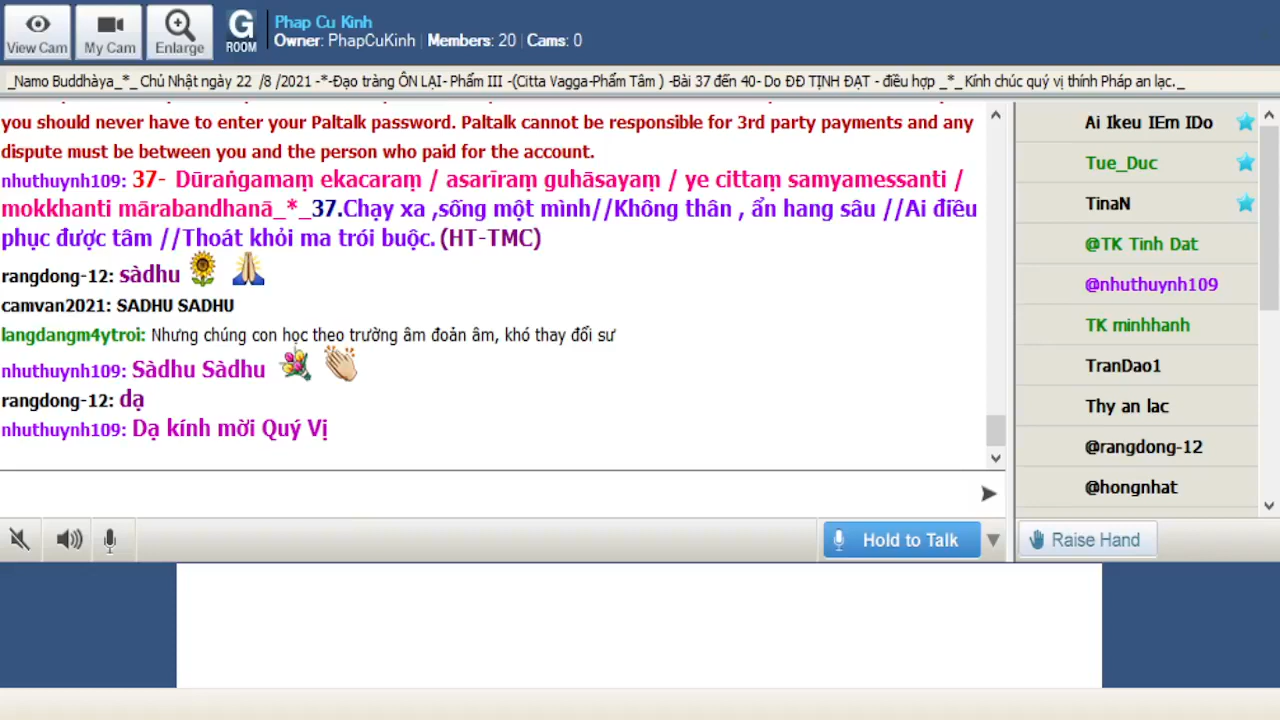 View Cam
My Cam
Enlarge
G
ROOM
Phap Cu Kinh
Owner: PhapCuKinh | Members: 20 | Cams: 0
_Namo Buddhàya_*_ Chủ Nhật ngày 22 /8 /2021 -*-Đạo tràng ÔN LẠI- Phẩm III -(Citta Vagga-Phẩm Tâm ) -Bài 37 đến 40- Do ĐĐ TỊNH ĐẠT - điều hợp _*_ Kính chúc quý vị thính Pháp an lạc._
you should never have to enter your Paltalk password. Paltalk cannot be responsible for 3rd party payments and any
dispute must be between you and the person who paid for the account.
nhuthuynh109: 37- Dūraṅgamaṃ ekacaraṃ / asarīraṃ guhāsayaṃ / ye cittaṃ samyamessanti /
mokkhanti mārabandhanā_*_37.Chạy xa ,sống một mình//Không thân , ẩn hang sâu //Ai điều
phục được tâm //Thoát khỏi ma trói buộc. (HT-TMC)
rangdong-12: sàdhu
camvan2021: SADHU SADHU
langdangm4ytroi: Nhưng chúng con học theo trường âm đoản âm, khó thay đổi sư
nhuthuynh109: Sàdhu Sàdhu
rangdong-12: dạ
nhuthuynh109: Dạ kính mời Quý Vị
Ai Ikeu IEm IDo
Tue_Duc
TinaN
@TK Tinh Dat
@nhuthuynh109
TK minhhanh
TranDao1
Thy an lac
@rangdong-12
@hongnhat
Hold to Talk
Raise Hand